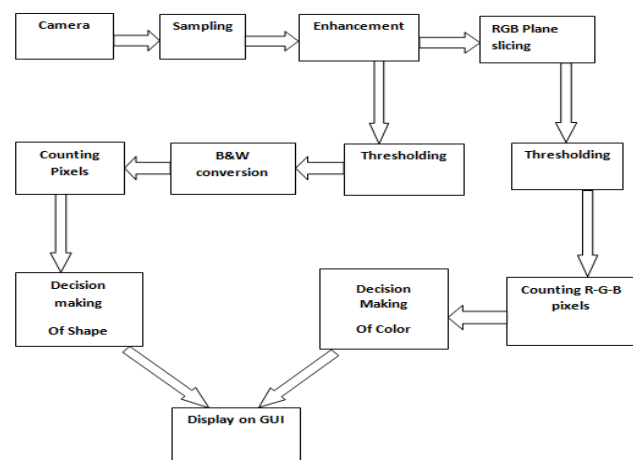 Camera
Sampling
Enhancement
RGB Plane
slicing
Counting
Pixels
B&W
conversion
Thresholding
Thresholding
Decision
making
Of Shape
Decision
Making
Of Color
Counting R-G-B
pixels
Display on GUI